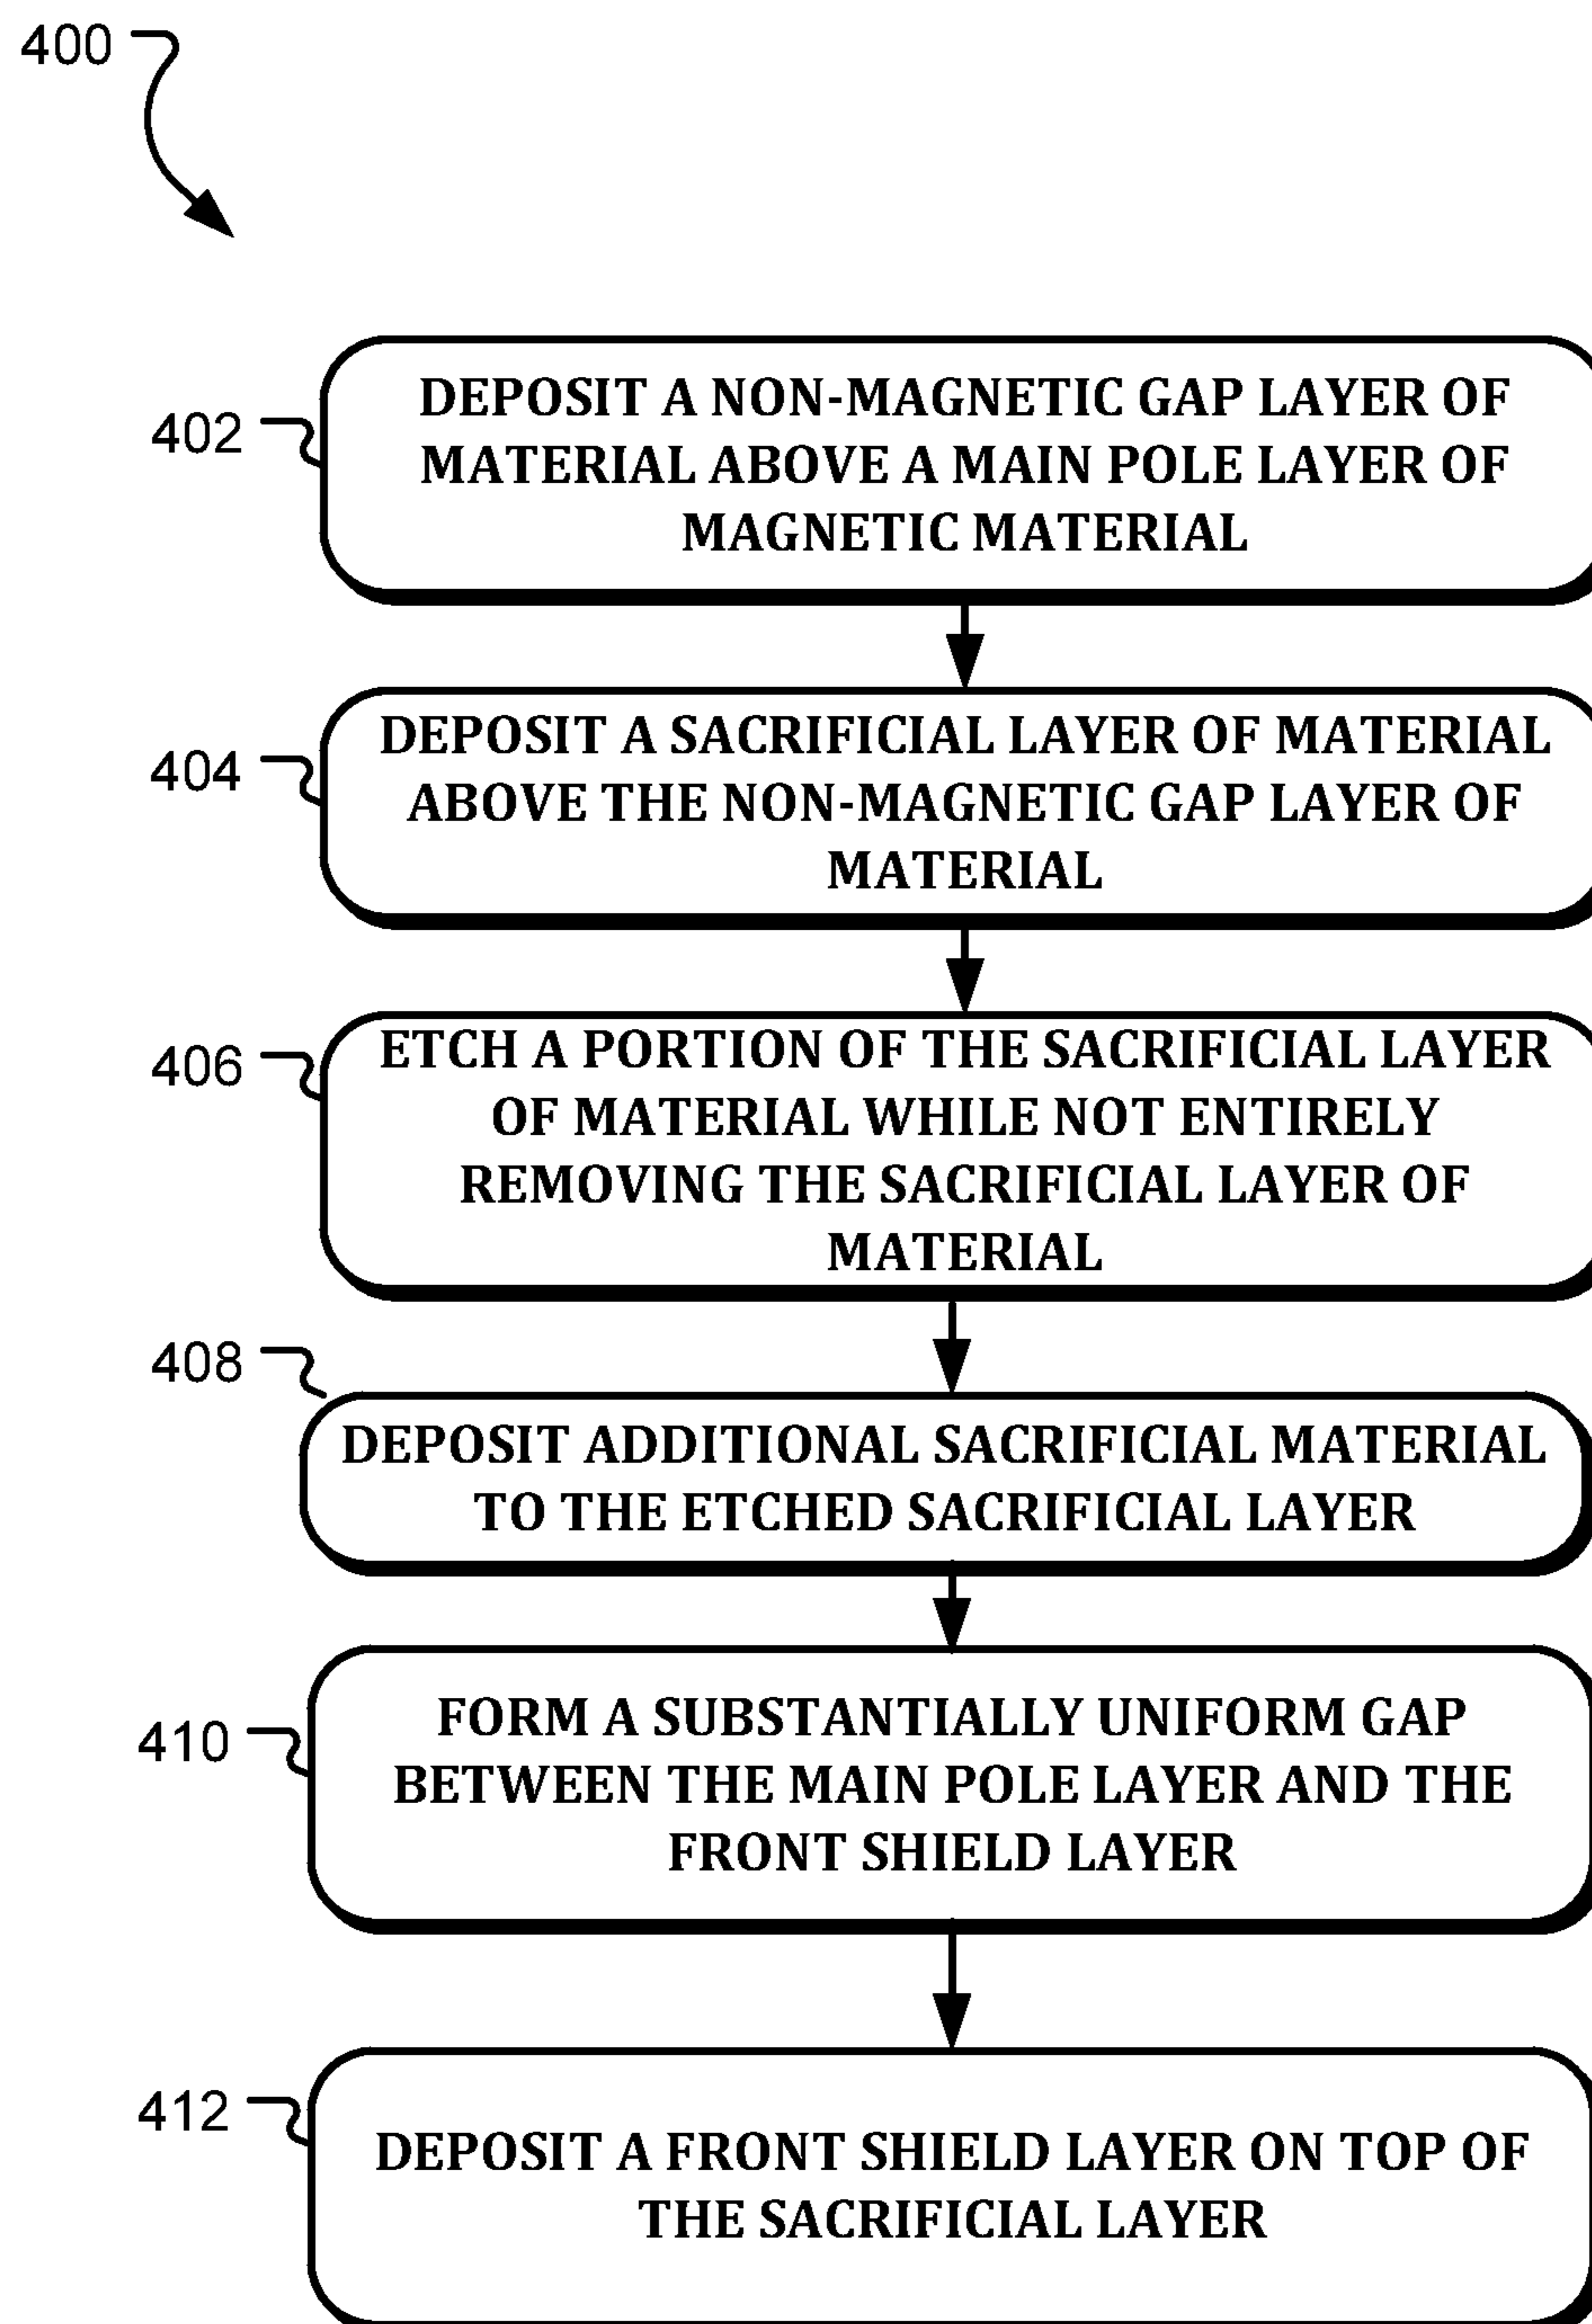 400
402
DEPOSIT A NON-MAGNETIC GAP LAYER OF
MATERIAL ABOVE A MAIN POLE LAYER OF
MAGNETIC MATERIAL
404
DEPOSIT A SACRIFICIAL LAYER OF MATERIAL
ABOVE THE NON-MAGNETIC GAP LAYER OF
MATERIAL
406
ETCH A PORTION OF THE SACRIFICIAL LAYER
OF MATERIAL WHILE NOT ENTIRELY
REMOVING THE SACRIFICIAL LAYER OF
MATERIAL
408
DEPOSIT ADDITIONAL SACRIFICIAL MATERIAL
TO THE ETCHED SACRIFICIAL LAYER
410
FORM A SUBSTANTIALLY UNIFORM GAP
BETWEEN THE MAIN POLE LAYER AND THE
FRONT SHIELD LAYER
412
DEPOSIT A FRONT SHIELD LAYER ON TOP OF
THE SACRIFICIAL LAYER